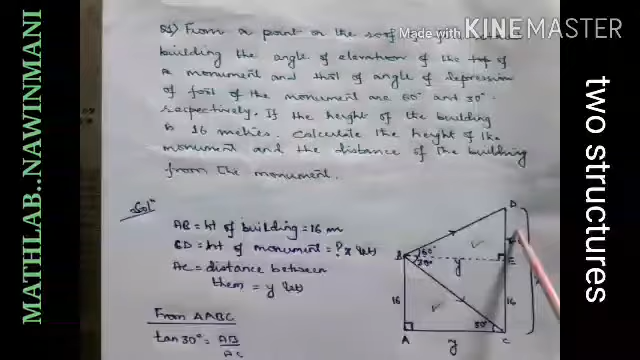 MATHLAB..NAWINMANI
two structures
Made with KINEMASTER
Q1) From a point on the roof of a
building the angle of elevation of the top of
a monument and that of angle of depression
of foot of the monument are 60° and 30°
respectively. If the height of the building
is 16 metres. Calculate the height of the
monument and the distance of the building
from the monument.
Soln
AB = ht of building = 16 m
CD = ht of monument = ? x let
AC = distance between
them = y let
From ΔABC
tan 30° = AB
AC
D
B
60°
30°
y
E
16
16
30°
A
y
C